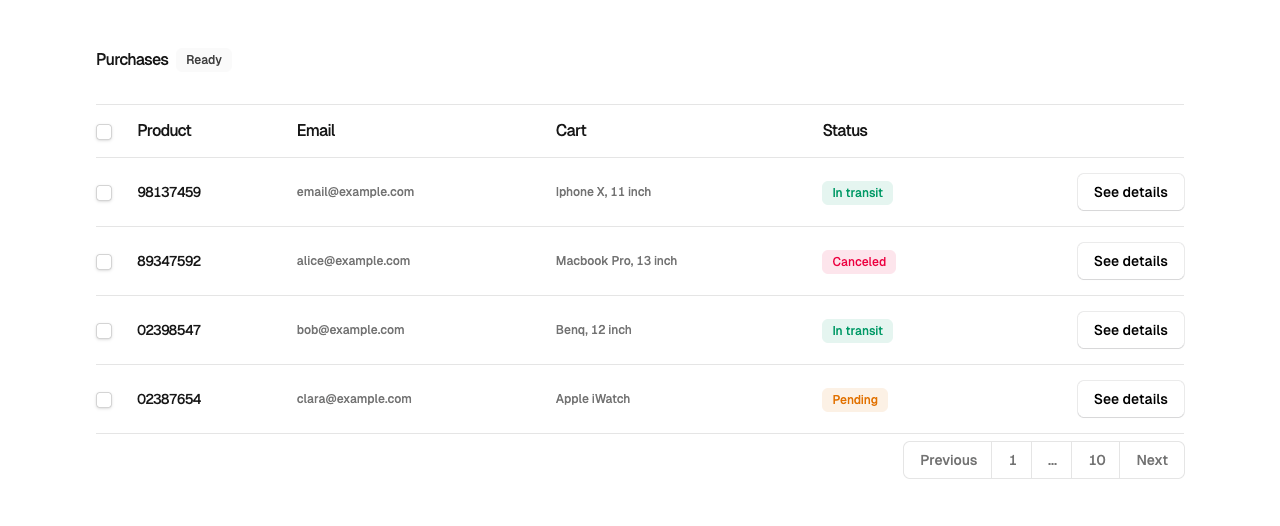 Purchases Ready
Product Email Cart Status
98137459 email@example.com Iphone X, 11 inch In transit See details
89347592 alice@example.com Macbook Pro, 13 inch Canceled See details
02398547 bob@example.com Benq, 12 inch In transit See details
02387654 clara@example.com Apple iWatch Pending See details
Previous 1 ... 10 Next